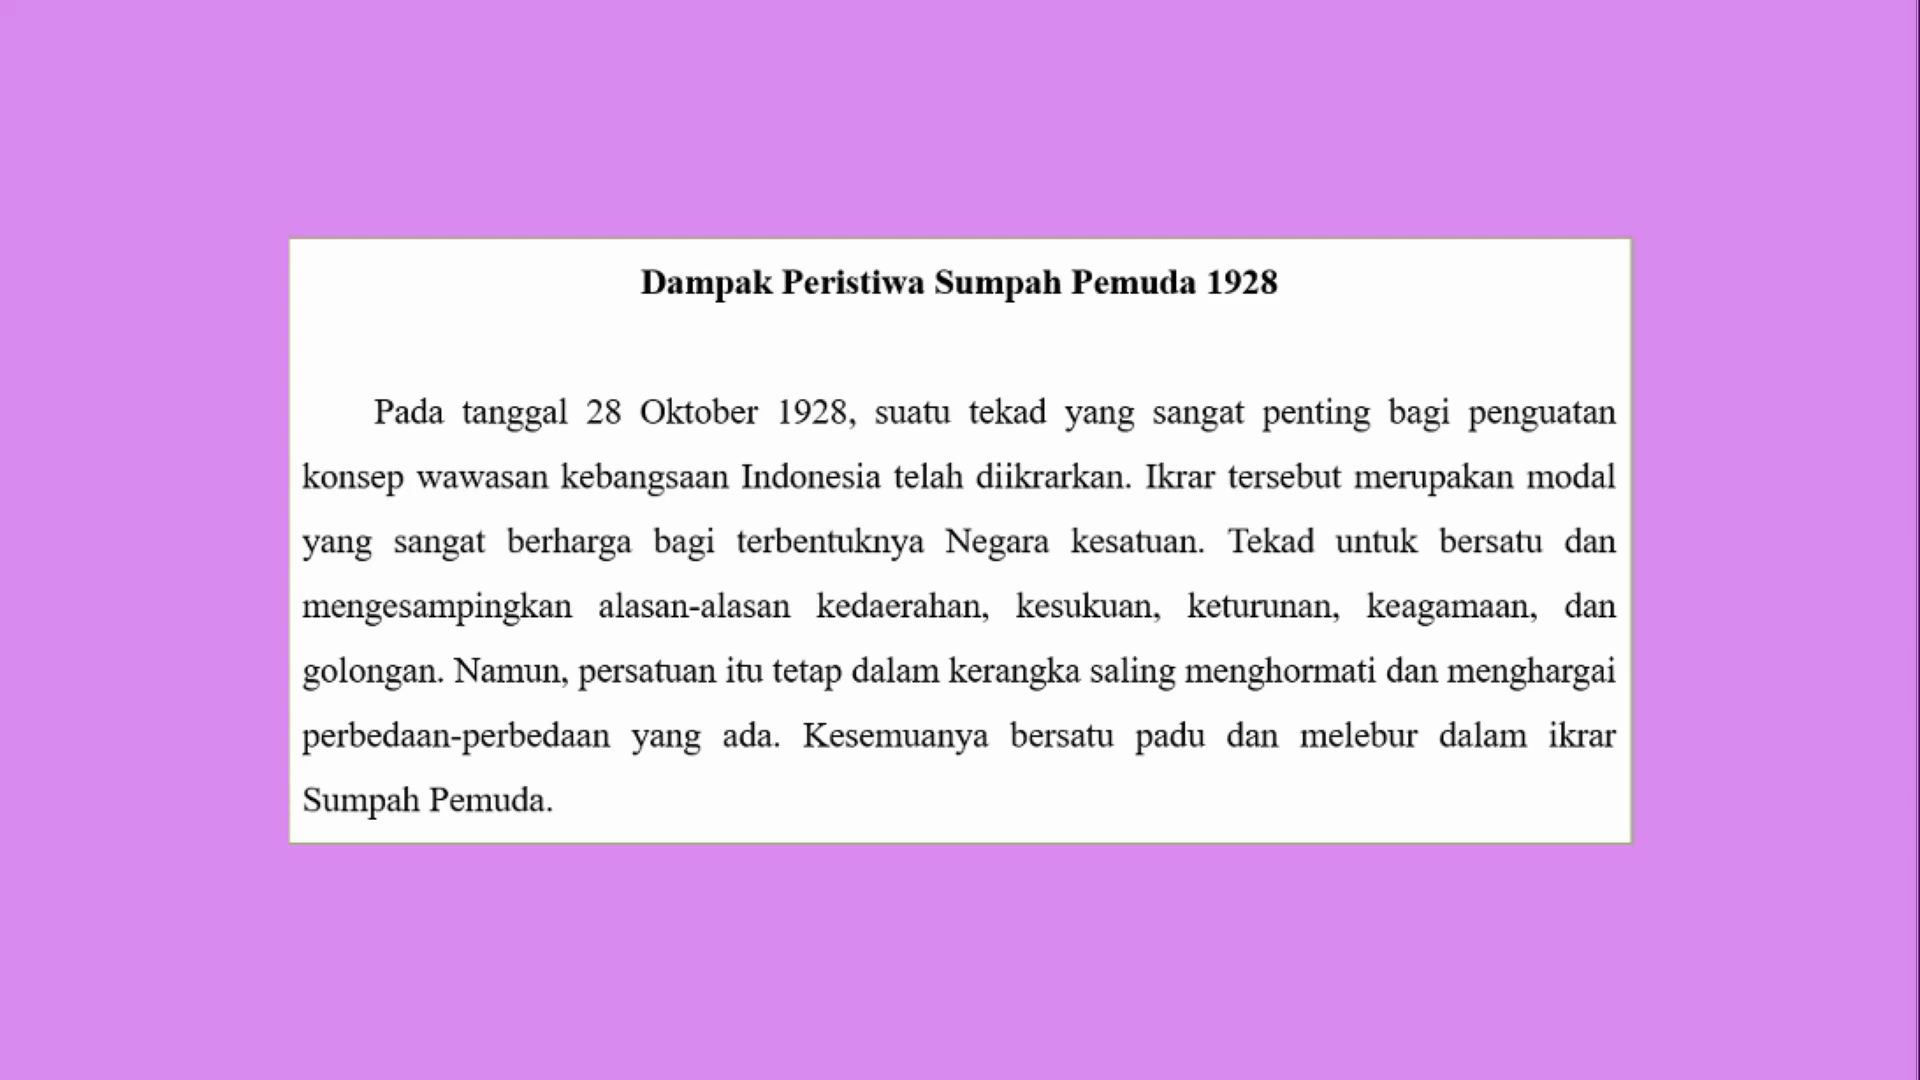 Dampak Peristiwa Sumpah Pemuda 1928
Pada tanggal 28 Oktober 1928, suatu tekad yang sangat penting bagi penguatan
konsep wawasan kebangsaan Indonesia telah diikrarkan. Ikrar tersebut merupakan modal
yang sangat berharga bagi terbentuknya Negara kesatuan. Tekad untuk bersatu dan
mengesampingkan alasan-alasan kedaerahan, kesukuan, keturunan, keagamaan, dan
golongan. Namun, persatuan itu tetap dalam kerangka saling menghormati dan menghargai
perbedaan-perbedaan yang ada. Kesemuanya bersatu padu dan melebur dalam ikrar
Sumpah Pemuda.